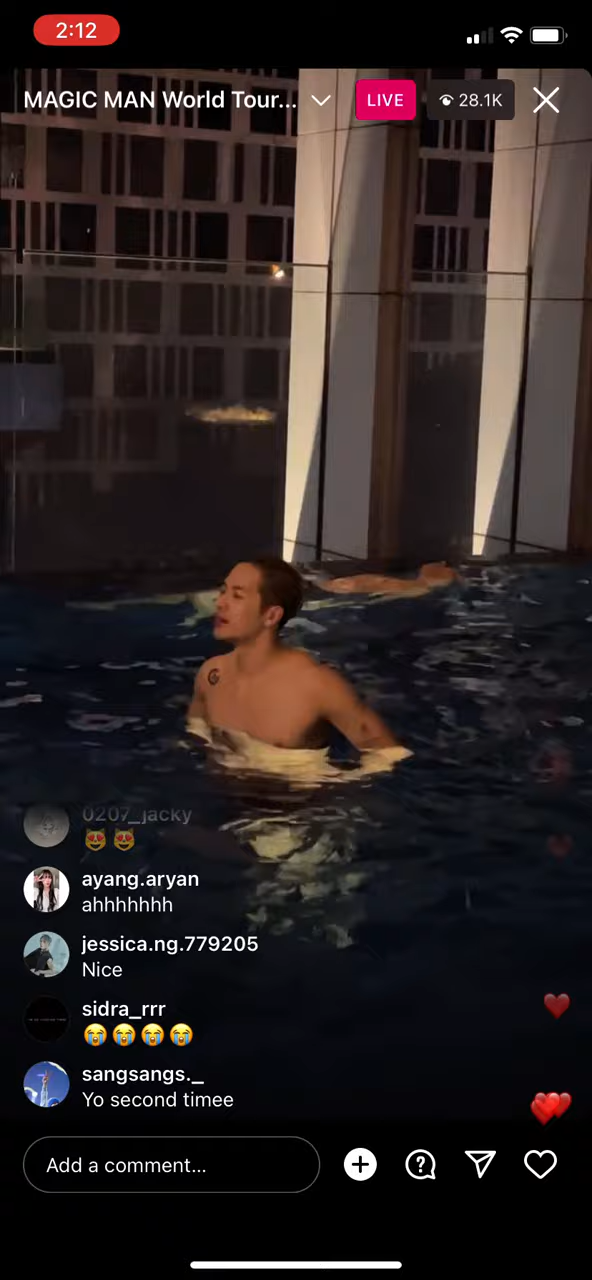 2:12
MAGIC MAN World Tour...
LIVE
28.1K
0207_jacky
😻 😻
ayang.aryan
ahhhhhhh
jessica.ng.779205
Nice
sidra_rrr
😭 😭 😭 😭
sangsangs._
Yo second timee
Add a comment...